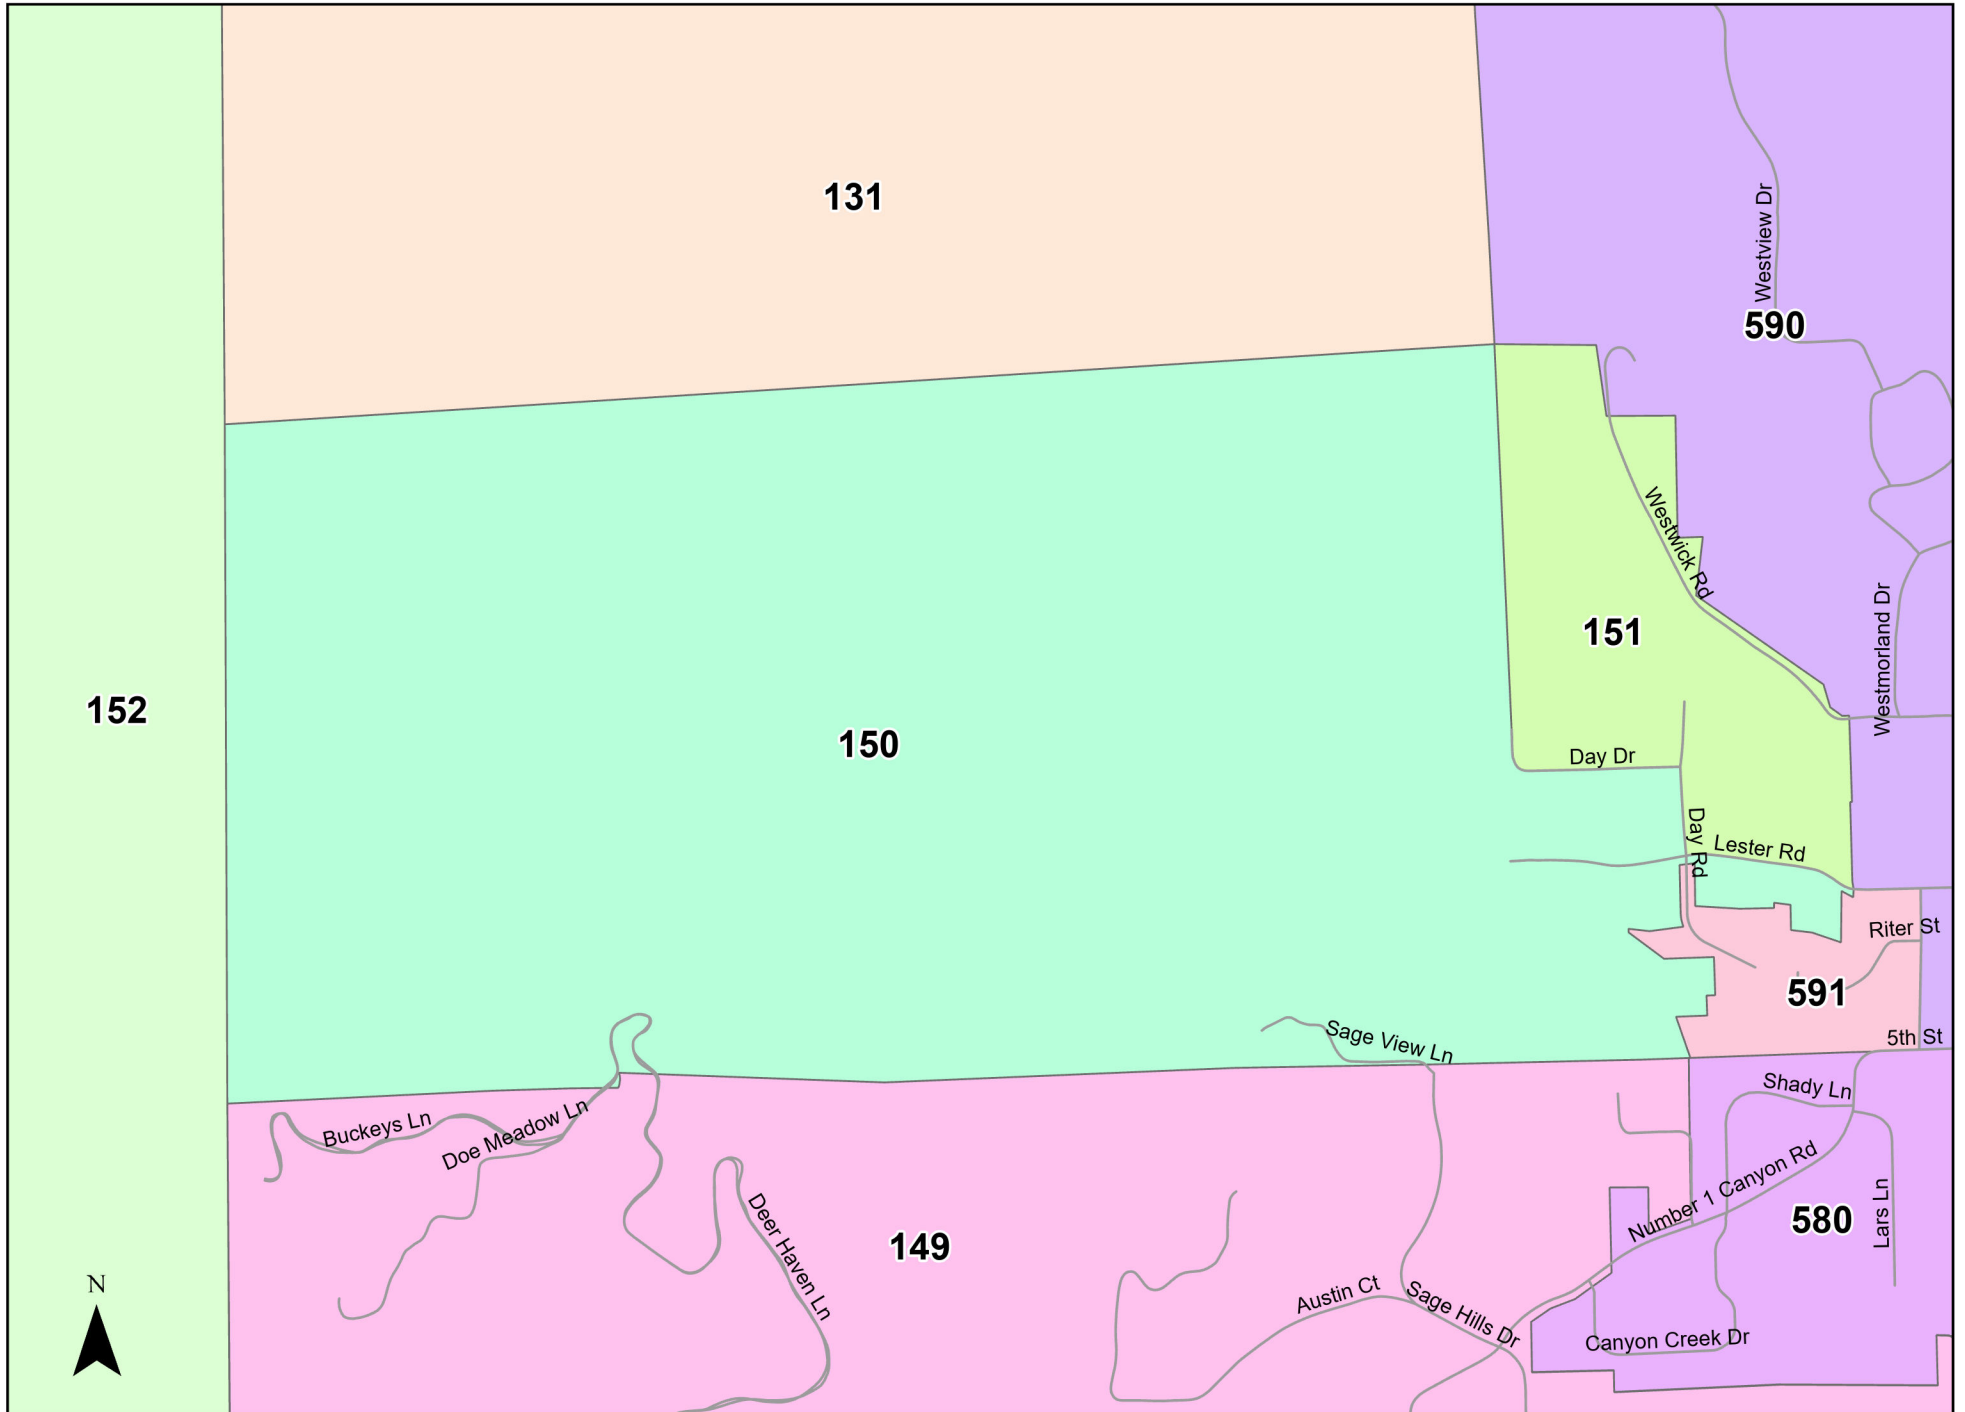 131
Westview Dr
590
Westwick Rd
151
Westmorland Dr
152
150
Day Dr
Day Rd
Lester Rd
Riter St
591
5th St
Sage View Ln
Shady Ln
Buckeys Ln
Doe Meadow Ln
Number 1 Canyon Rd
580
Lars Ln
Deer Haven Ln
149
N
Austin Ct
Sage Hills Dr
Canyon Creek Dr